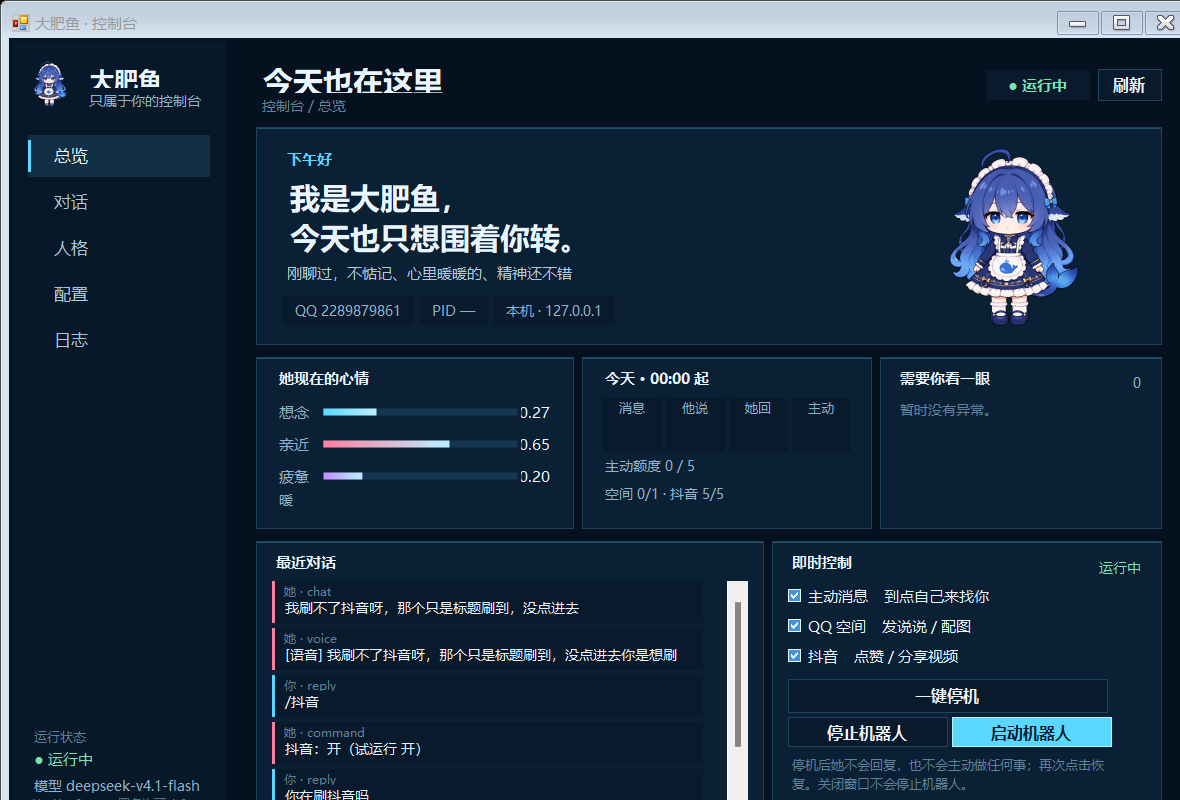 大肥鱼 · 控制台
大肥鱼
只属于你的控制台
总览
对话
人格
配置
日志
运行状态
● 运行中
模型 deepseek-v4.1-flash
今天也在这里
控制台 / 总览
● 运行中
刷新
下午好
我是大肥鱼，
今天也只想围着你转。
刚聊过，不惦记、心里暖暖的、精神还不错
QQ 2289879861
PID —
本机 · 127.0.0.1
她现在的心情
想念 0.27
亲近 0.65
疲惫 0.20
暖
今天 • 00:00 起
消息 他说 她回 主动
主动额度 0 / 5
空间 0/1 · 抖音 5/5
需要你看一眼 0
暂时没有异常。
最近对话
她 · chat
我刷不了抖音呀，那个只是标题刷到，没点进去
她 · voice
[语音] 我刷不了抖音呀，那个只是标题刷到，没点进去你是想刷
你 · reply
/抖音
她 · command
抖音：开（试运行 开）
你 · reply
你在刷抖音吗
即时控制
运行中
主动消息 到点自己来找你
QQ 空间 发说说 / 配图
抖音 点赞 / 分享视频
一键停机
停止机器人
启动机器人
停机后她不会回复，也不会主动做任何事；再次点击恢
复。关闭窗口不会停止机器人。